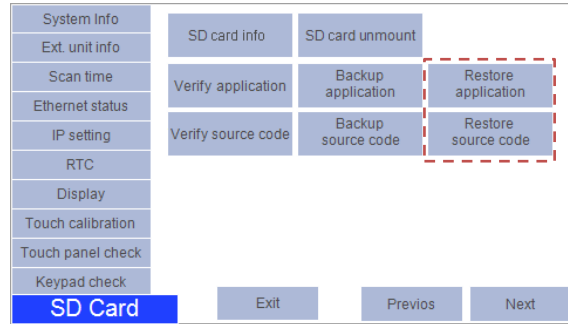 System Info
Ext. unit info
Scan time
Ethernet status
IP setting
RTC
Display
Touch calibration
Touch panel check
Keypad check
SD Card
SD card info
SD card unmount
Verify application
Backup
application
Restore
application
Verify source code
Backup
source code
Restore
source code
Exit
Previos
Next